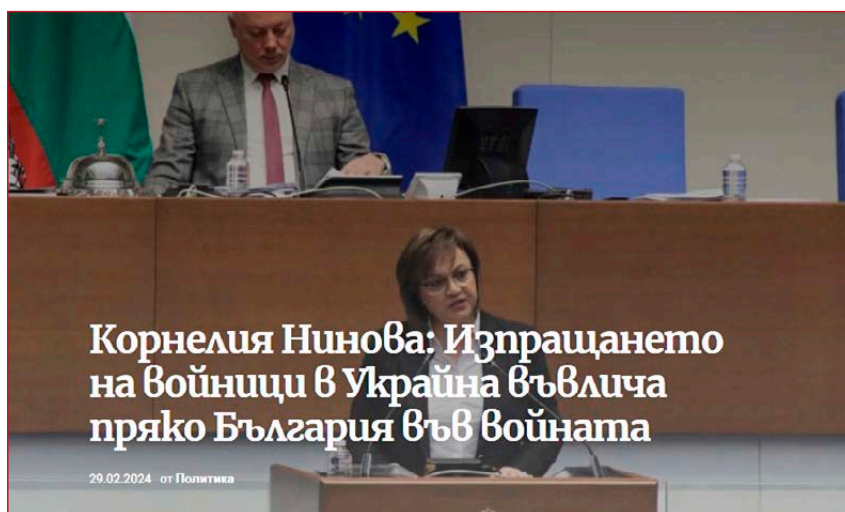 Корнелия Нинова: Изпращането
на войници в Украйна въвлича
пряко България във войната
29.02.2024 от Политика